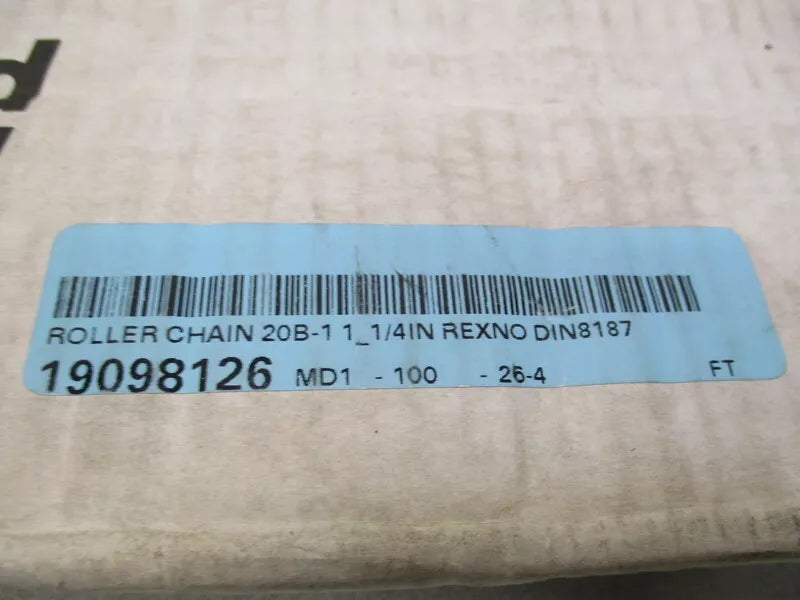 d
ROLLER CHAIN 20B-1 1_1/4IN REXNO DIN8187
19098126 MD1 - 100 - 26-4 FT